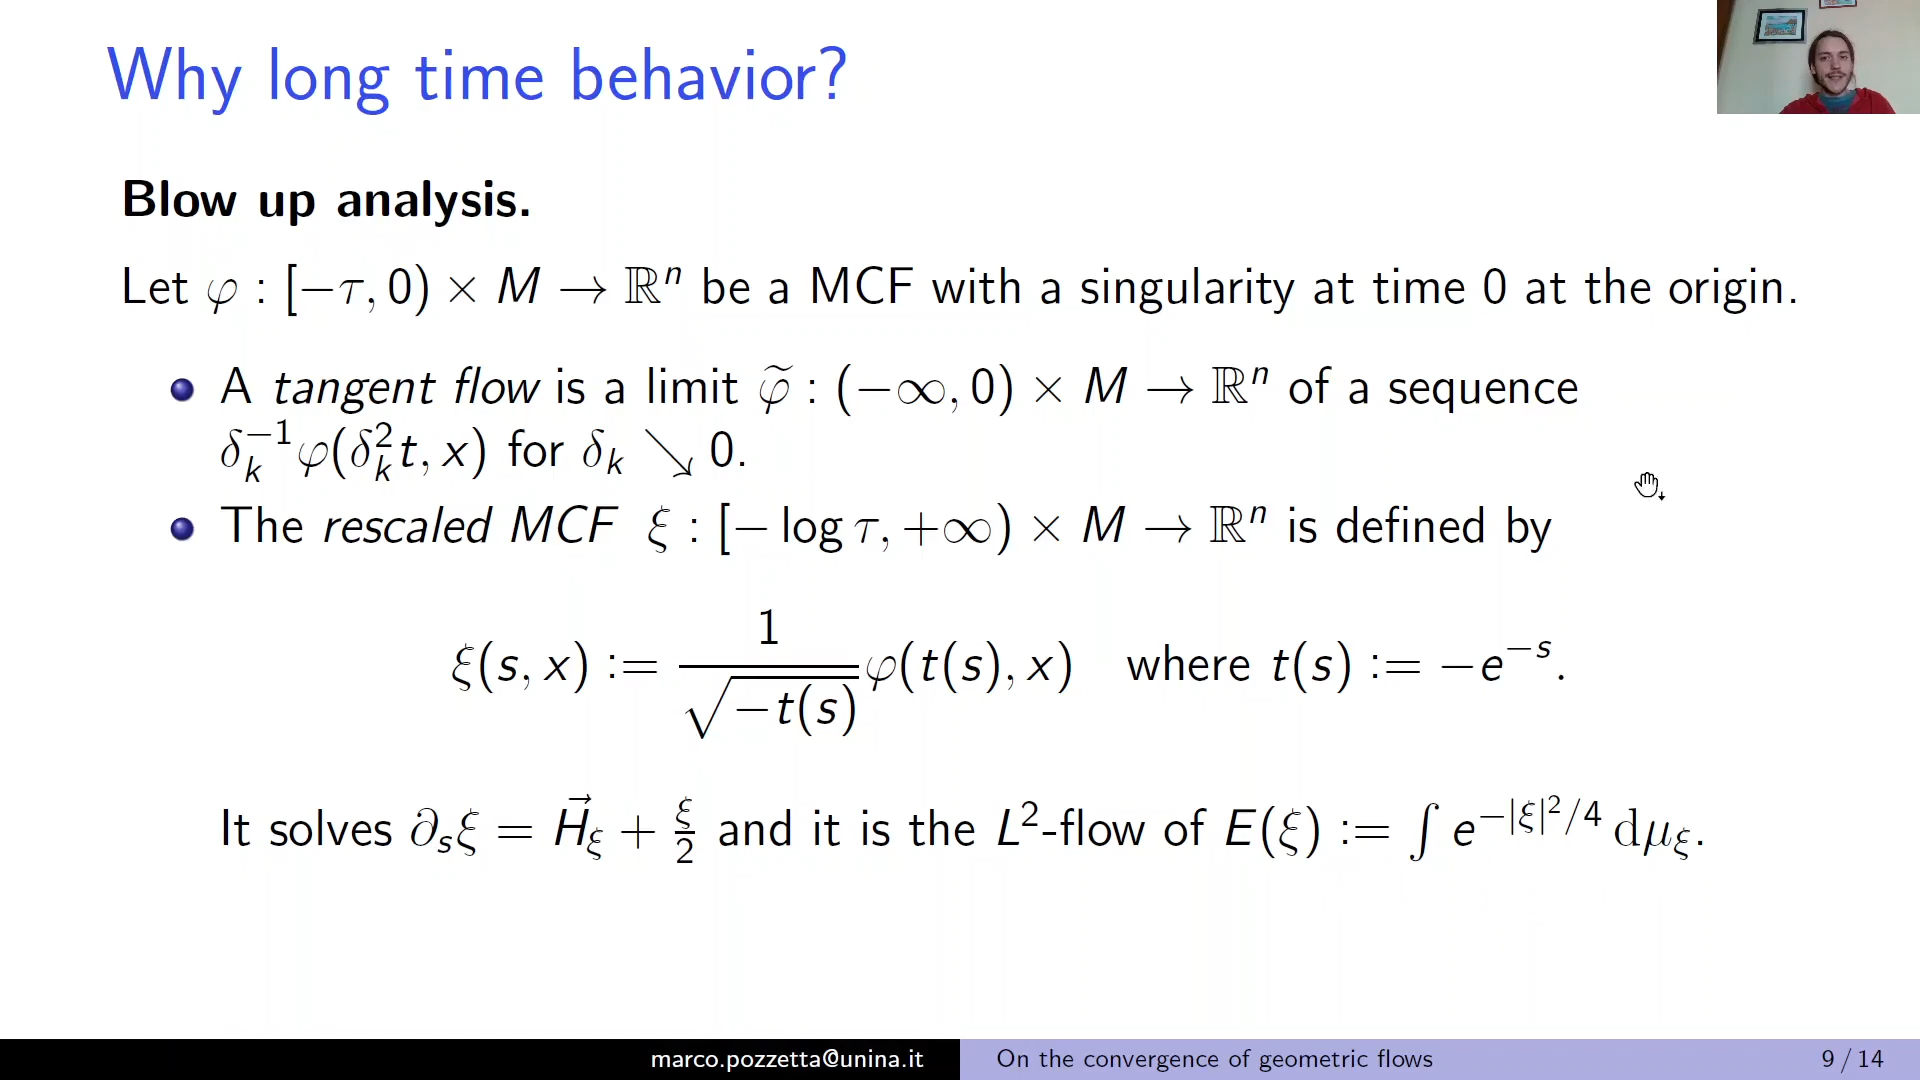 Why long time behavior?
Blow up analysis.
Let φ : [−τ, 0) × M → ℝⁿ be a MCF with a singularity at time 0 at the origin.
• A tangent flow is a limit φ̃ : (−∞, 0) × M → ℝⁿ of a sequence
δₖ⁻¹φ(δₖ²t, x) for δₖ ↘ 0.
• The rescaled MCF ξ : [− log τ, +∞) × M → ℝⁿ is defined by
ξ(s, x) := 1/√(−t(s)) φ(t(s), x) where t(s) := −e^{−s}.
It solves ∂ₛξ = H⃗_ξ + ξ/2 and it is the L²-flow of E(ξ) := ∫ e^{−|ξ|²/4} dμ_ξ.
marco.pozzetta@unina.it On the convergence of geometric flows 9 / 14